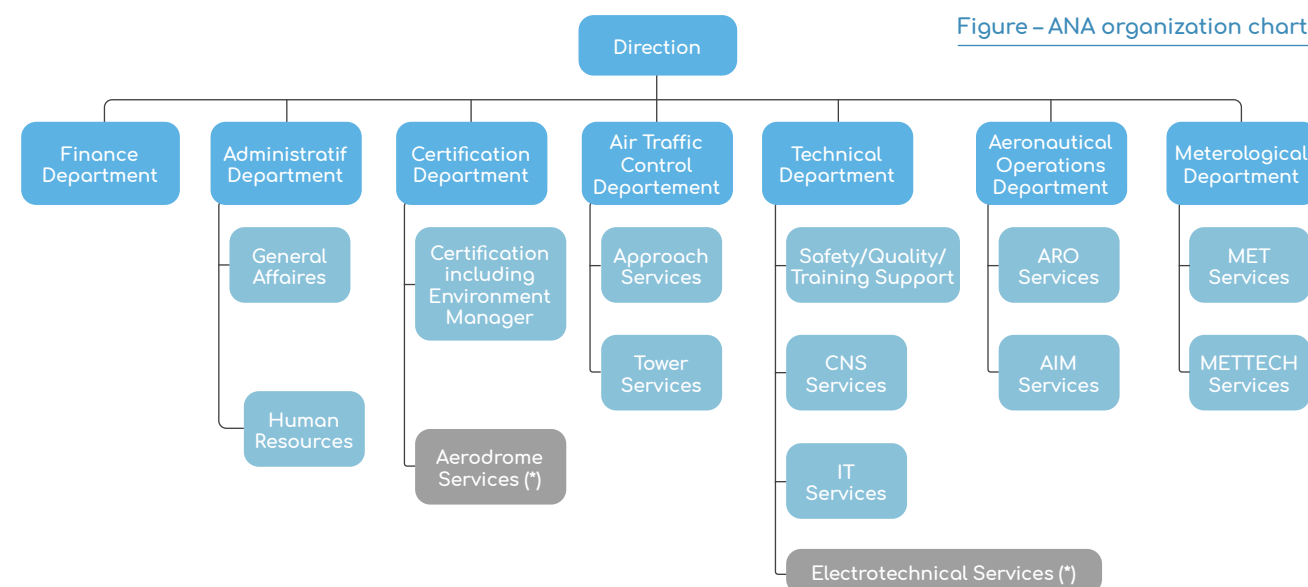 Figure – ANA organization chart
Direction
Finance
Department
Administratif
Department
Certification
Department
Air Traffic
Control
Departement
Technical
Department
Aeronautical
Operations
Department
Meterological
Department
General
Affaires
Human
Resources
Certification
including
Environment
Manager
Aerodrome
Services (*)
Approach
Services
Tower
Services
Safety/Quality/
Training Support
CNS
Services
IT
Services
Electrotechnical Services (*)
ARO
Services
AIM
Services
MET
Services
METTECH
Services